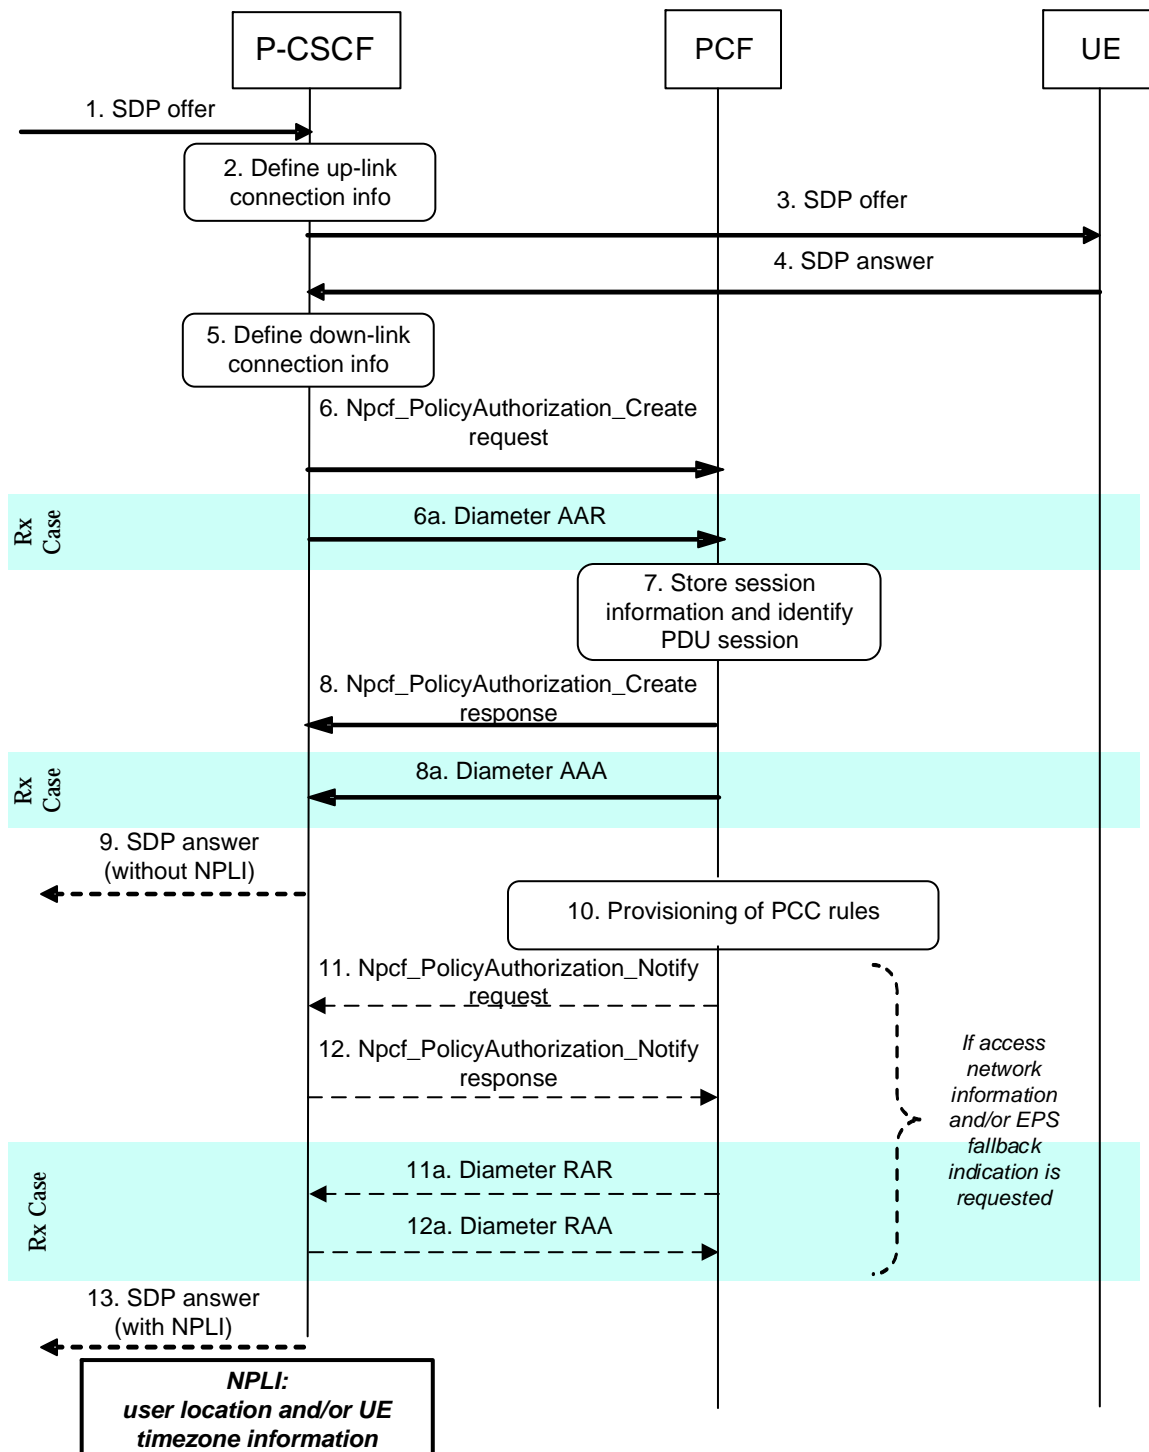 P-CSCF
PCF
UE
1. SDP offer
2. Define up-link
connection info
3. SDP offer
4. SDP answer
5. Define down-link
connection info
6. Npcf_PolicyAuthorization_Create
request
Rx
Case
6a. Diameter AAR
7. Store session
information and identify
PDU session
8. Npcf_PolicyAuthorization_Create
response
Rx
Case
8a. Diameter AAA
9. SDP answer
(without NPLI)
10. Provisioning of PCC rules
11. Npcf_PolicyAuthorization_Notify
request
12. Npcf_PolicyAuthorization_Notify
response
If access
network
information
and/or EPS
fallback
indication is
requested
Rx Case
11a. Diameter RAR
12a. Diameter RAA
13. SDP answer
(with NPLI)
NPLI:
user location and/or UE
timezone information